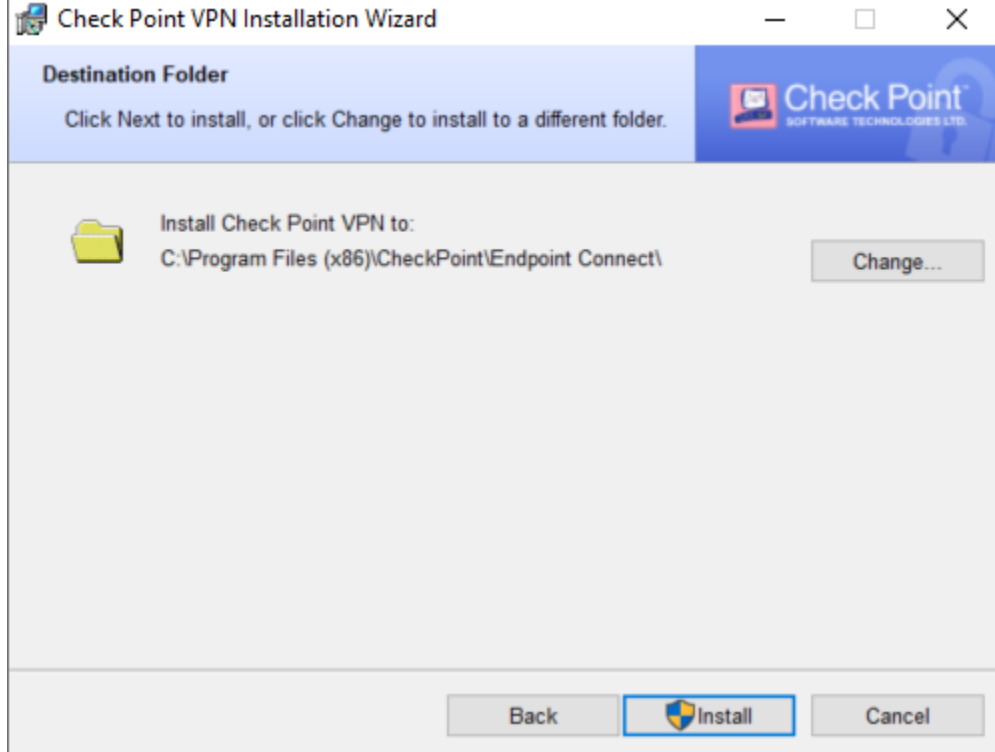 Check Point VPN Installation Wizard
Destination Folder
Click Next to install, or click Change to install to a different folder.
Check Point™
SOFTWARE TECHNOLOGIES LTD.
Install Check Point VPN to:
C:\Program Files (x86)\CheckPoint\Endpoint Connect\
Change...
Back
Install
Cancel